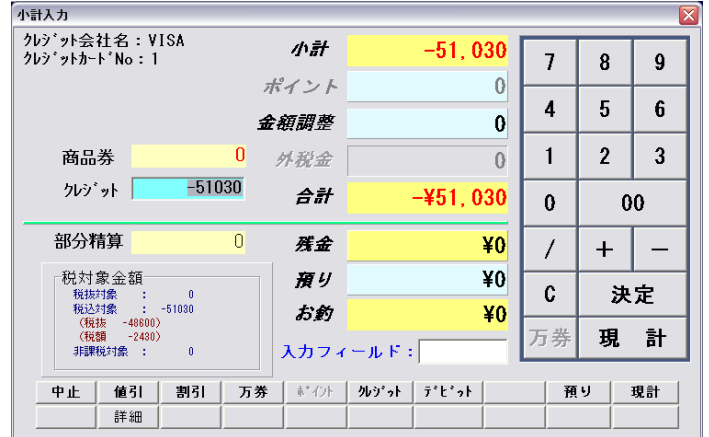 小計入力
クレジット会社名：VISA
クレジットカードNo：1
小計 -51,030
ポイント 0
金額調整 0
商品券 0
外税金 0
クレジット -51030
合計 -¥51,030
部分精算 0
残金 ¥0
預り ¥0
お釣 ¥0
税対象金額
税抜対象 ： 0
税込対象 ： -51030
(税抜 -48600)
(税額 -2430)
非課税対象 ： 0
入力フィールド：
7 8 9
4 5 6
1 2 3
0 00
/ ＋ －
C 決定
万券 現 計
中止 値引 割引 万券 ポイント クレジット デビット 預り 現計
詳細